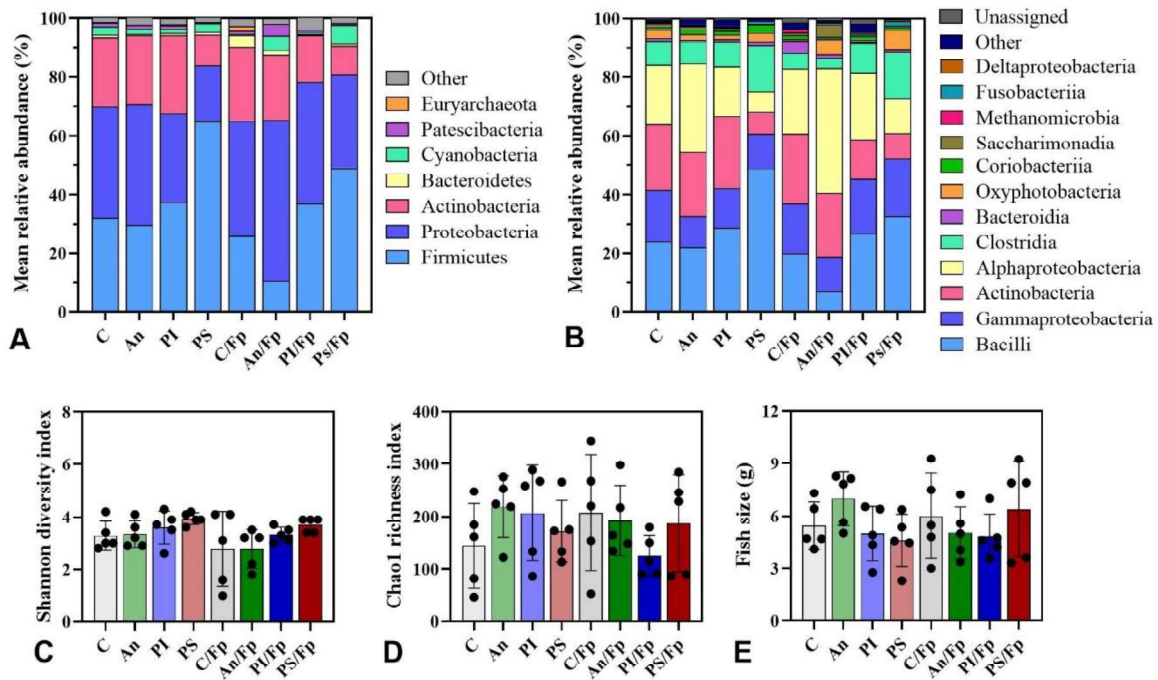 Mean relative abundance (%)
100
80
60
40
20
0
C
An
PI
PS
C/Fp
An/Fp
PI/Fp
Ps/Fp
A
Other
Euryarchaeota
Patescibacteria
Cyanobacteria
Bacteroidetes
Actinobacteria
Proteobacteria
Firmicutes
Mean relative abundance (%)
100
80
60
40
20
0
C
An
PI
PS
C/Fp
An/Fp
PI/Fp
Ps/Fp
B
Unassigned
Other
Deltaproteobacteria
Fusobacteriia
Methanomicrobia
Saccharimonadia
Coriobacteriia
Oxyphotobacteria
Bacteroidia
Clostridia
Alphaproteobacteria
Actinobacteria
Gammaproteobacteria
Bacilli
Shannon diversity index
8
6
4
2
0
C
An
PI
PS
C/Fp
An/Fp
PI/Fp
PS/Fp
C
Chao1 richness index
400
300
200
100
0
C
An
PI
PS
C/Fp
An/Fp
PI/Fp
PS/Fp
D
Fish size (g)
12
9
6
3
0
C
An
PI
PS
C/Fp
An/Fp
PI/Fp
PS/Fp
E